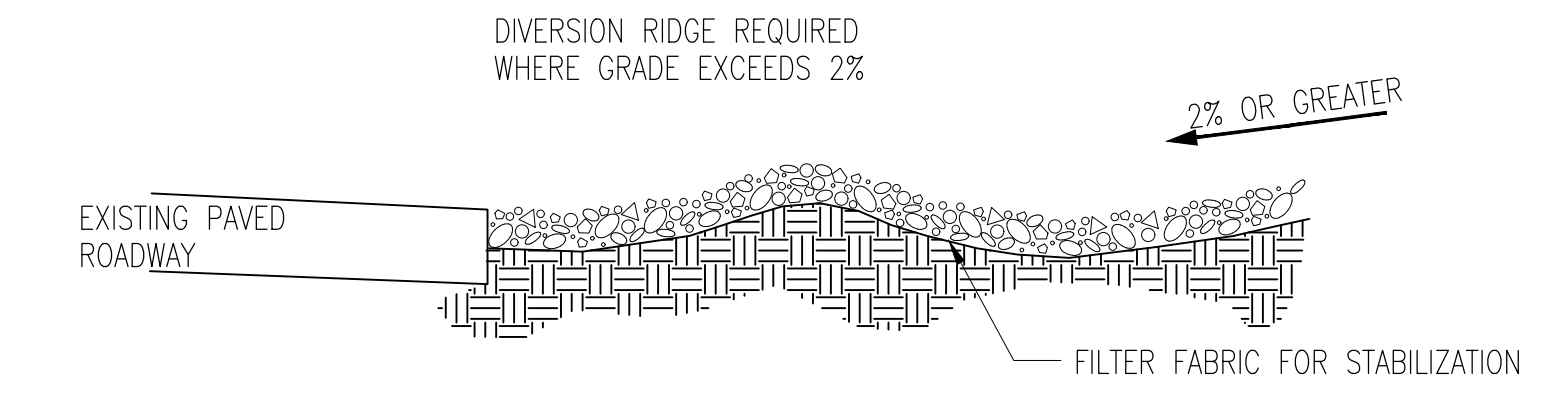 DIVERSION RIDGE REQUIRED
WHERE GRADE EXCEEDS 2%
2% OR GREATER
EXISTING PAVED
ROADWAY
FILTER FABRIC FOR STABILIZATION